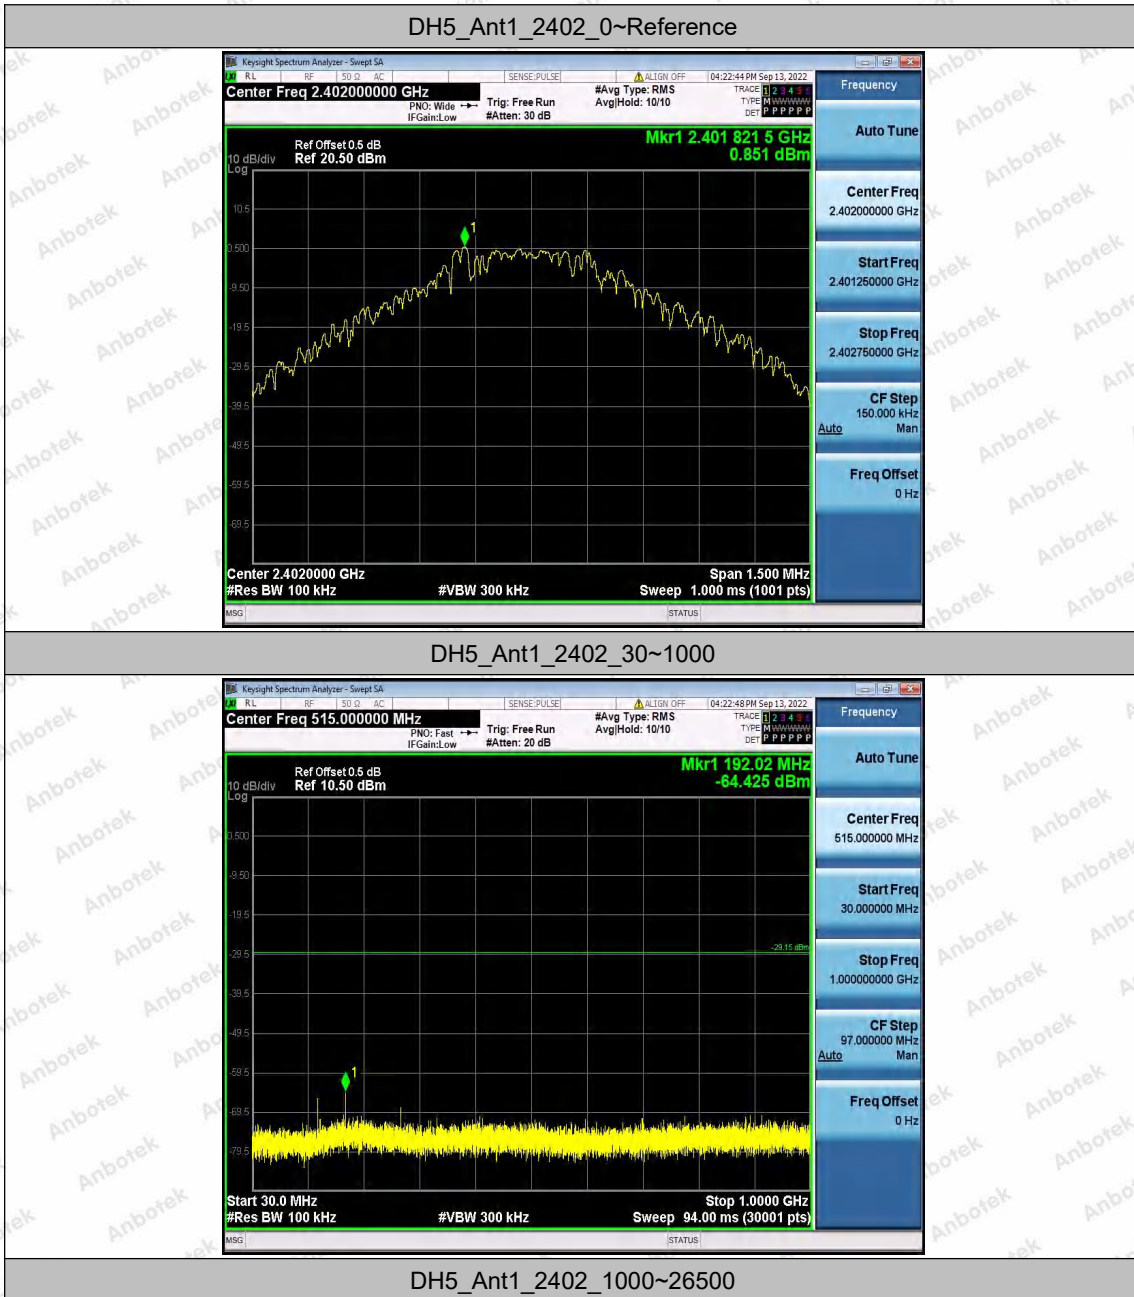 DH5_Ant1_2402_0~Reference
Keysight Spectrum Analyzer - Swept SA
RL RF 50 Ω AC SENSE:PULSE ALIGN OFF 04:22:44 PM Sep 13, 2022
Center Freq 2.402000000 GHz
PNO: Wide
IFGain:Low
Trig: Free Run
#Atten: 30 dB
#Avg Type: RMS
Avg|Hold: 10/10
TRACE 1 2 3 4 5 6
TYPE M WWWWW
DET P P P P P P
Frequency
Auto Tune
Center Freq
2.402000000 GHz
Start Freq
2.401250000 GHz
Stop Freq
2.402750000 GHz
CF Step
150.000 kHz
Auto Man
Freq Offset
0 Hz
Mkr1 2.401 821 5 GHz
0.851 dBm
Ref Offset 0.5 dB
10 dB/div Ref 20.50 dBm
Log
10.5
0.500
-9.50
-19.5
-29.5
-39.5
-49.5
-59.5
-69.5
1
Center 2.4020000 GHz Span 1.500 MHz
#Res BW 100 kHz #VBW 300 kHz Sweep 1.000 ms (1001 pts)
MSG STATUS
DH5_Ant1_2402_30~1000
Keysight Spectrum Analyzer - Swept SA
RL RF 50 Ω AC SENSE:PULSE ALIGN OFF 04:22:48 PM Sep 13, 2022
Center Freq 515.000000 MHz
PNO: Fast
IFGain:Low
Trig: Free Run
#Atten: 20 dB
#Avg Type: RMS
Avg|Hold: 10/10
TRACE 1 2 3 4 5 6
TYPE M WWWWW
DET P P P P P P
Frequency
Auto Tune
Center Freq
515.000000 MHz
Start Freq
30.000000 MHz
Stop Freq
1.000000000 GHz
CF Step
97.000000 MHz
Auto Man
Freq Offset
0 Hz
Mkr1 192.02 MHz
-64.425 dBm
Ref Offset 0.5 dB
10 dB/div Ref 10.50 dBm
Log
0.500
-9.50
-19.5
-29.5
-39.5
-49.5
-59.5
-69.5
-79.5
-29.15 dBm
1
Start 30.0 MHz Stop 1.0000 GHz
#Res BW 100 kHz #VBW 300 kHz Sweep 94.00 ms (30001 pts)
MSG STATUS
DH5_Ant1_2402_1000~26500
Anbotek